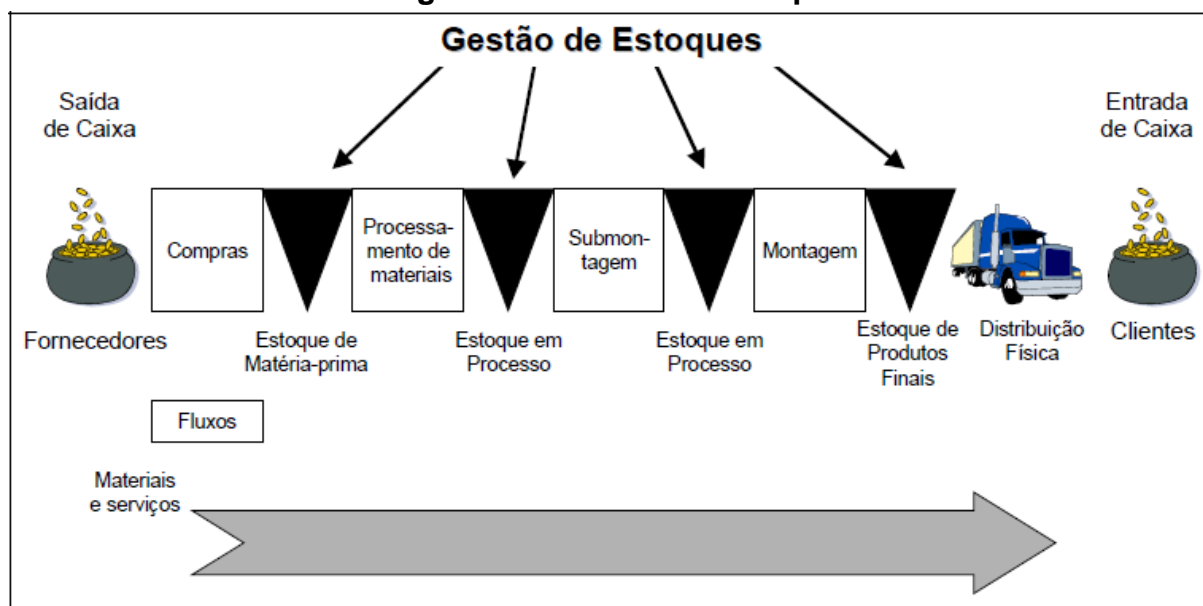 Gestão de Estoques
Saída
de Caixa
Entrada
de Caixa
Compras
Processa-
mento de
materiais
Submon-
tagem
Montagem
Fornecedores
Estoque de
Matéria-prima
Estoque em
Processo
Estoque em
Processo
Estoque de
Produtos
Finais
Distribuição
Física
Clientes
Fluxos
Materiais
e serviços